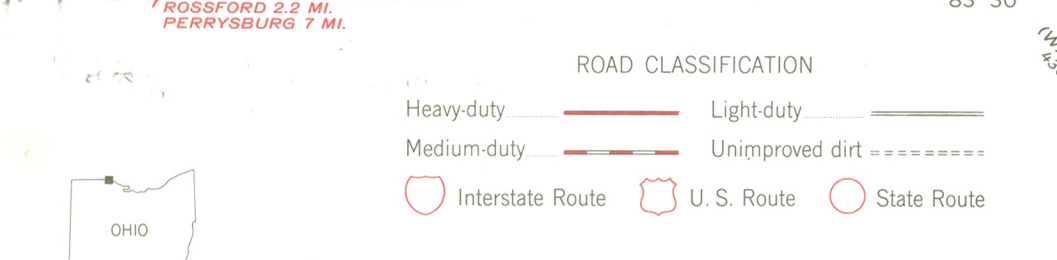 ROSSFORD 2.2 MI.
PERRYSBURG 7 MI.
ROAD CLASSIFICATION
Heavy-duty Light-duty
Medium-duty Unimproved dirt
Interstate Route U. S. Route State Route
OHIO